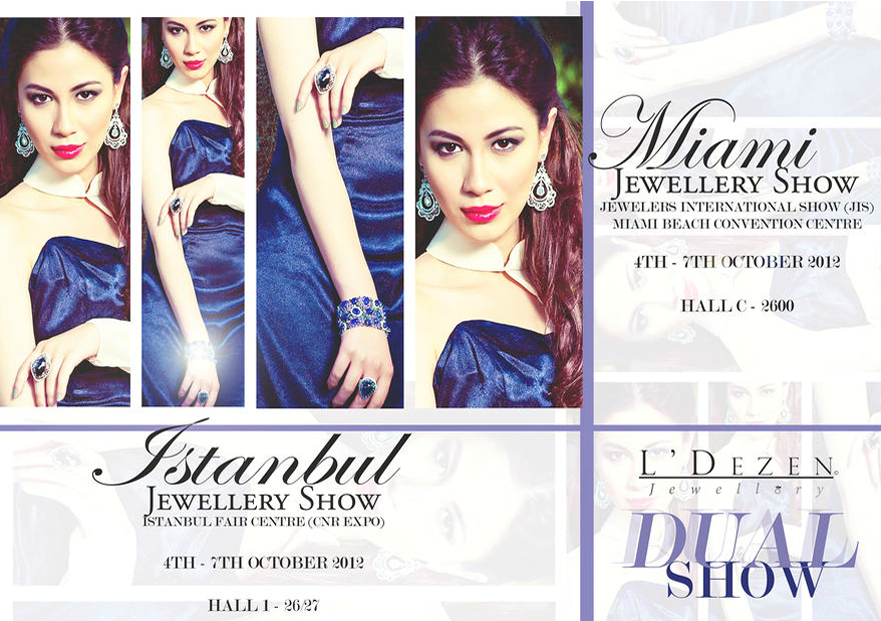 Miami
JEWELLERY SHOW
JEWELERS INTERNATIONAL SHOW (JIS)
MIAMI BEACH CONVENTION CENTRE
4TH - 7TH OCTOBER 2012
HALL C - 2600
Istanbul
JEWELLERY SHOW
ISTANBUL FAIR CENTRE (CNR EXPO)
4TH - 7TH OCTOBER 2012
HALL 1 - 26/27
L'DEZEN®
Jewellery
DUAL
SHOW